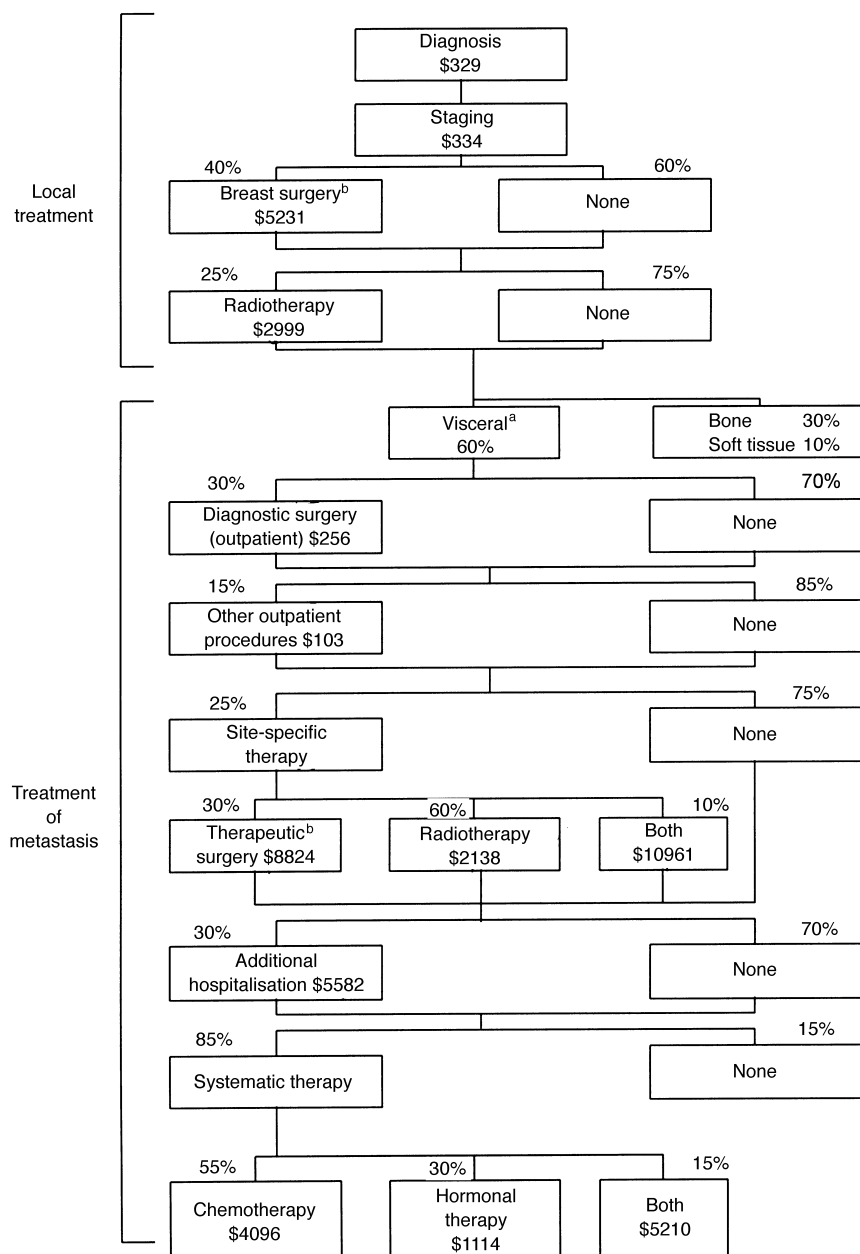 Diagnosis
$329
Staging
$334
40%
60%
Local
treatment
Breast surgeryb
$5231
None
25%
75%
Radiotherapy
$2999
None
Viscerala
60%
Bone 30%
Soft tissue 10%
30%
70%
Diagnostic surgery
(outpatient) $256
None
15%
85%
Other outpatient
procedures $103
None
25%
75%
Site-specific
therapy
None
Treatment
of
metastasis
30%
60%
10%
Therapeuticb
surgery $8824
Radiotherapy
$2138
Both
$10961
30%
70%
Additional
hospitalisation $5582
None
85%
15%
Systematic therapy
None
55%
30%
15%
Chemotherapy
$4096
Hormonal
therapy
$1114
Both
$5210